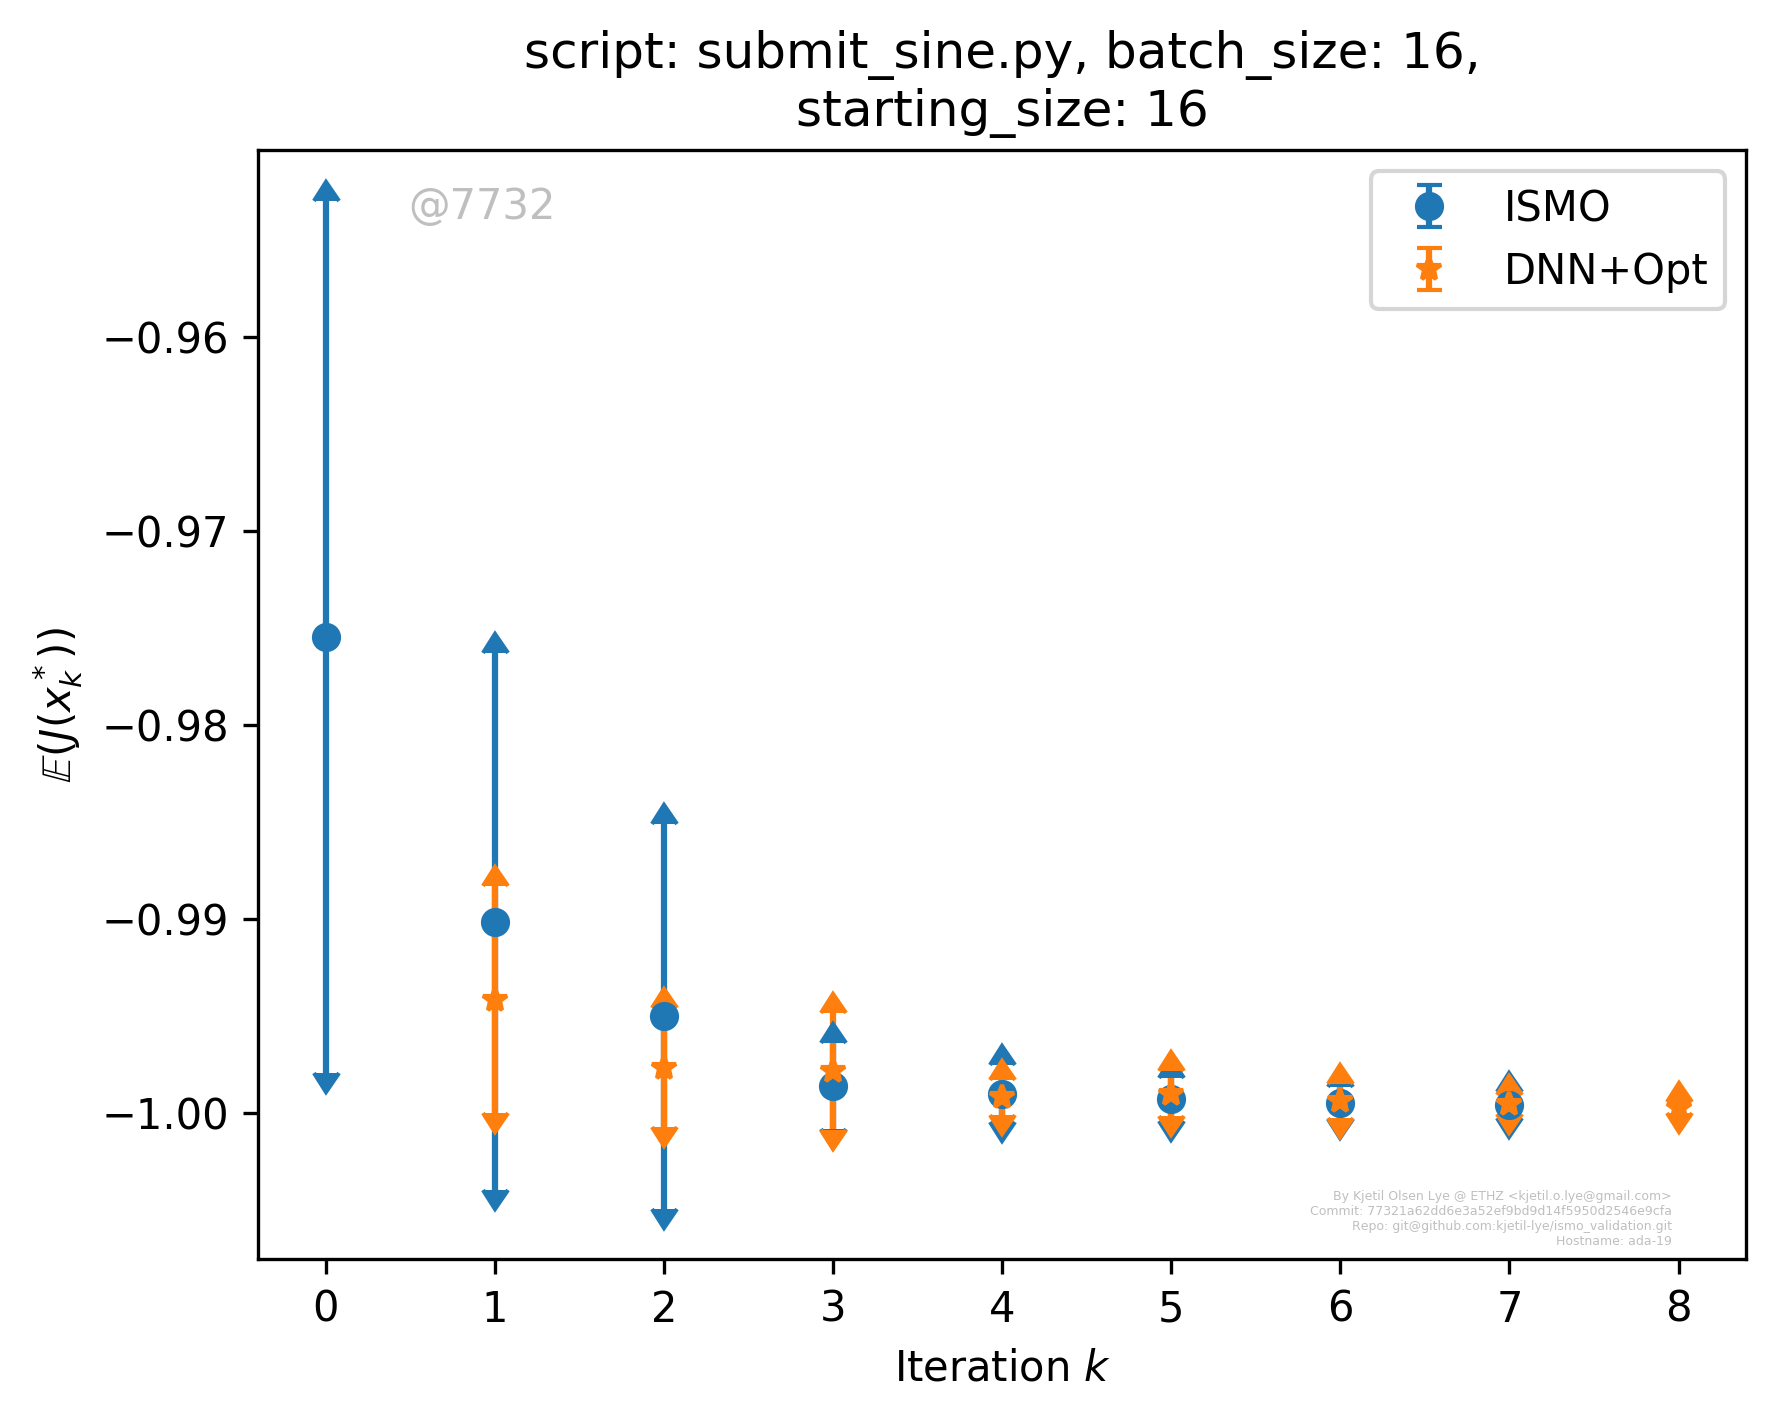 script: submit_sine.py, batch_size: 16,
starting_size: 16
@7732
ISMO
DNN+Opt
−0.96
−0.97
−0.98
−0.99
−1.00
𝔼(J(x*k))
By Kjetil Olsen Lye @ ETHZ <kjetil.o.lye@gmail.com>
Commit: 77321a62dd6e3a52ef9bd9d14f5950d2546e9cfa
Repo: git@github.com:kjetil-lye/ismo_validation.git
Hostname: ada-19
0 1 2 3 4 5 6 7 8
Iteration k